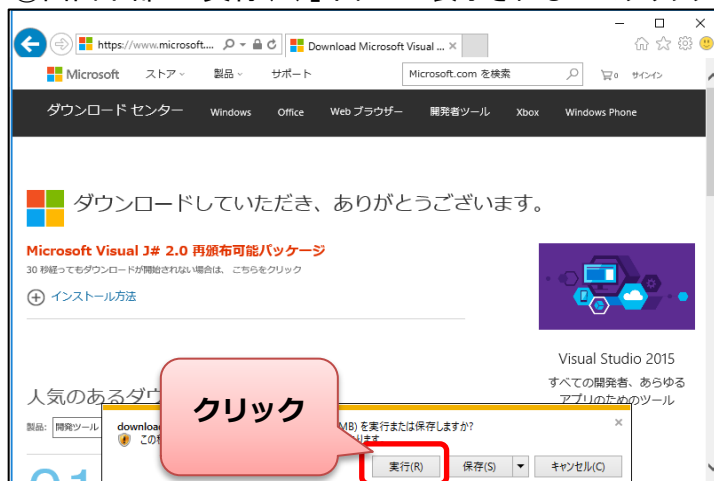 https://www.microsoft....
Download Microsoft Visual ...
Microsoft ストア 製品 サポート Microsoft.com を検索 0 サインイン
ダウンロード センター Windows Office Web ブラウザー 開発者ツール Xbox Windows Phone
ダウンロードしていただき、ありがとうございます。
Microsoft Visual J# 2.0 再頒布可能パッケージ
30 秒経ってもダウンロードが開始されない場合は、こちらをクリック
インストール方法
Visual Studio 2015
すべての開発者、あらゆる
アプリのためのツール
人気のあるダウ
クリック
製品: 開発ツール
downloa
MB) を実行または保存しますか?
この
実行(R) 保存(S) キャンセル(C)
01